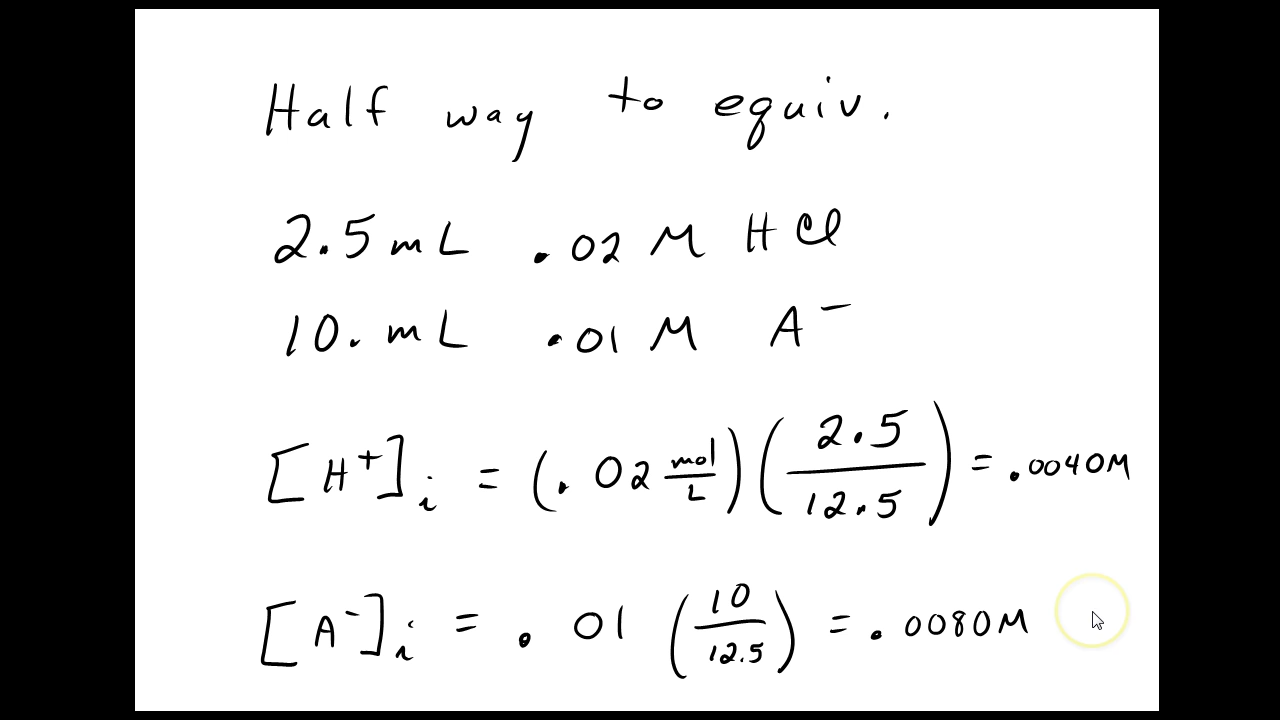 Half way to equiv.
2.5 mL .02 M HCl
10. mL .01 M A⁻
[H⁺]ᵢ = (.02 mol/L)(2.5/12.5) = .0040M
[A⁻]ᵢ = .01 (10/12.5) = .0080M